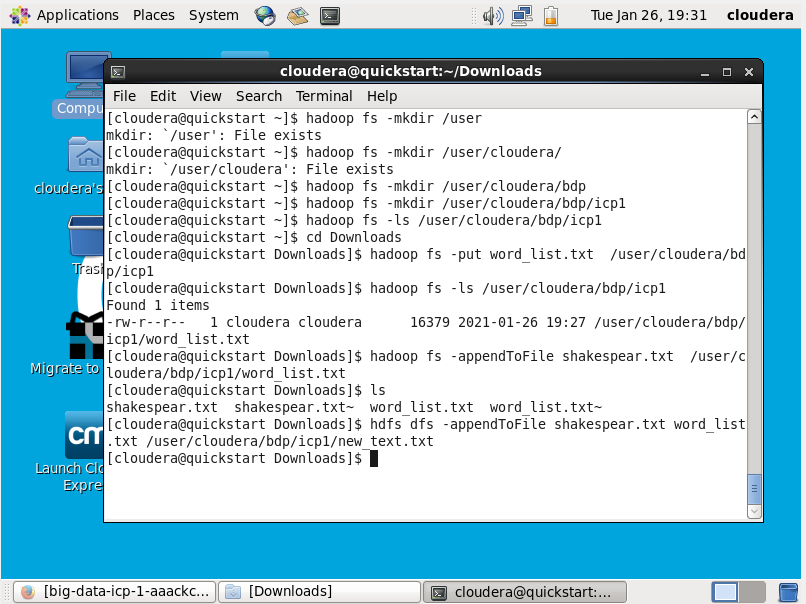 Applications Places System Tue Jan 26, 19:31 cloudera
cloudera@quickstart:~/Downloads
File Edit View Search Terminal Help
[cloudera@quickstart ~]$ hadoop fs -mkdir /user
mkdir: `/user': File exists
[cloudera@quickstart ~]$ hadoop fs -mkdir /user/cloudera/
mkdir: `/user/cloudera': File exists
[cloudera@quickstart ~]$ hadoop fs -mkdir /user/cloudera/bdp
[cloudera@quickstart ~]$ hadoop fs -mkdir /user/cloudera/bdp/icp1
[cloudera@quickstart ~]$ hadoop fs -ls /user/cloudera/bdp/icp1
[cloudera@quickstart ~]$ cd Downloads
[cloudera@quickstart Downloads]$ hadoop fs -put word_list.txt  /user/cloudera/bd
p/icp1
[cloudera@quickstart Downloads]$ hadoop fs -ls /user/cloudera/bdp/icp1
Found 1 items
-rw-r--r--   1 cloudera cloudera      16379 2021-01-26 19:27 /user/cloudera/bdp/
icp1/word_list.txt
[cloudera@quickstart Downloads]$ hadoop fs -appendToFile shakespear.txt  /user/c
loudera/bdp/icp1/word_list.txt
[cloudera@quickstart Downloads]$ ls
shakespear.txt  shakespear.txt~  word_list.txt  word_list.txt~
[cloudera@quickstart Downloads]$ hdfs dfs -appendToFile shakespear.txt word_list
.txt /user/cloudera/bdp/icp1/new_text.txt
[cloudera@quickstart Downloads]$
Compu
cloudera's
Tras
Migrate to
cm
Launch Clo
Expre
[big-data-icp-1-aaackc... [Downloads] cloudera@quickstart:...